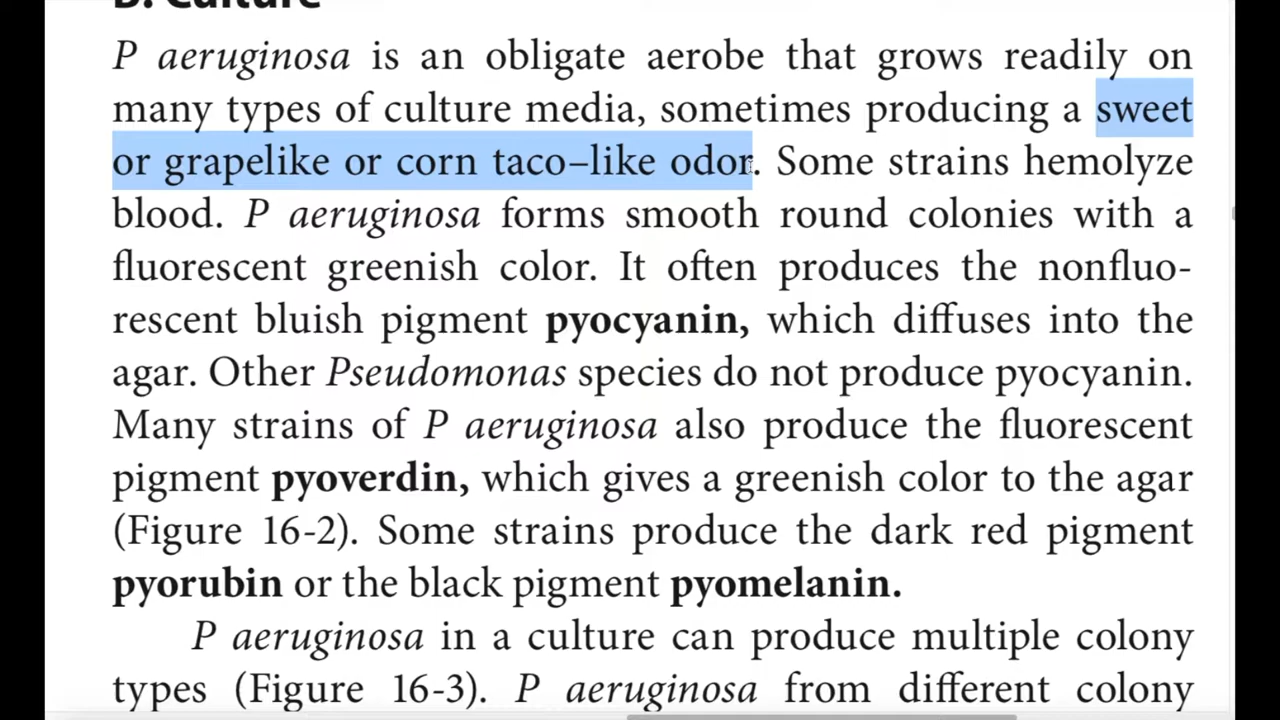 B. Culture
P aeruginosa is an obligate aerobe that grows readily on
many types of culture media, sometimes producing a sweet
or grapelike or corn taco–like odor. Some strains hemolyze
blood. P aeruginosa forms smooth round colonies with a
fluorescent greenish color. It often produces the nonfluo-
rescent bluish pigment pyocyanin, which diffuses into the
agar. Other Pseudomonas species do not produce pyocyanin.
Many strains of P aeruginosa also produce the fluorescent
pigment pyoverdin, which gives a greenish color to the agar
(Figure 16-2). Some strains produce the dark red pigment
pyorubin or the black pigment pyomelanin.
P aeruginosa in a culture can produce multiple colony
types (Figure 16-3). P aeruginosa from different colony